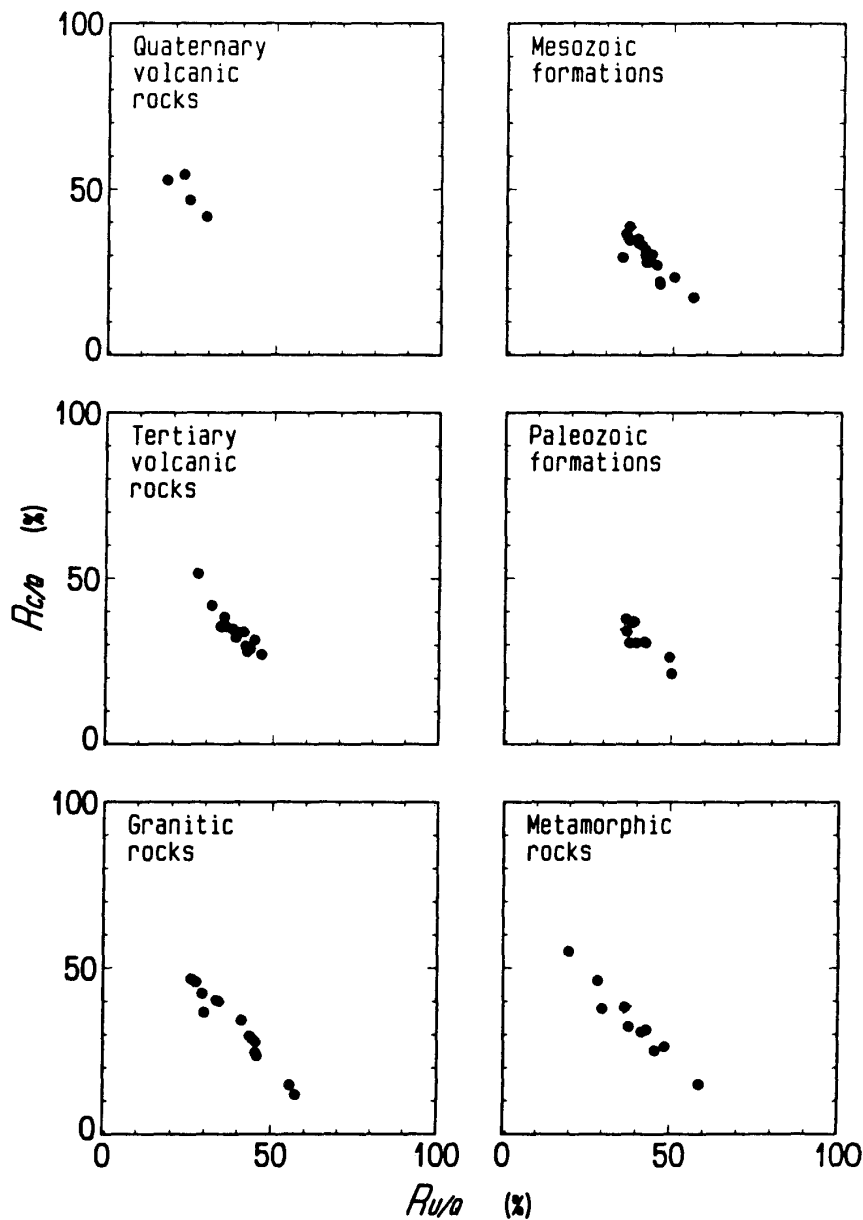 100
50
0
Quaternary
volcanic
rocks
Mesozoic
formations
100
50
0
Tertiary
volcanic
rocks
Paleozoic
formations
100
50
0
Granitic
rocks
Metamorphic
rocks
0
50
100
0
50
100
Rc/a (%)
Ru/a (%)